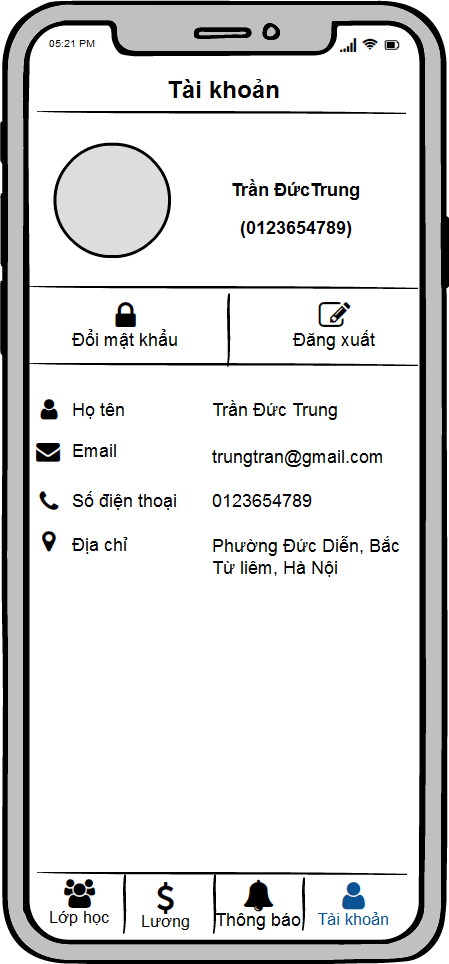 05:21 PM
Tài khoản
Trần ĐứcTrung
(0123654789)
Đổi mật khẩu
Đăng xuất
Họ tên
Trần Đức Trung
Email
trungtran@gmail.com
Số điện thoại
0123654789
Địa chỉ
Phường Đức Diễn, Bắc
Từ liêm, Hà Nội
Lớp học
Lương
Thông báo
Tài khoản